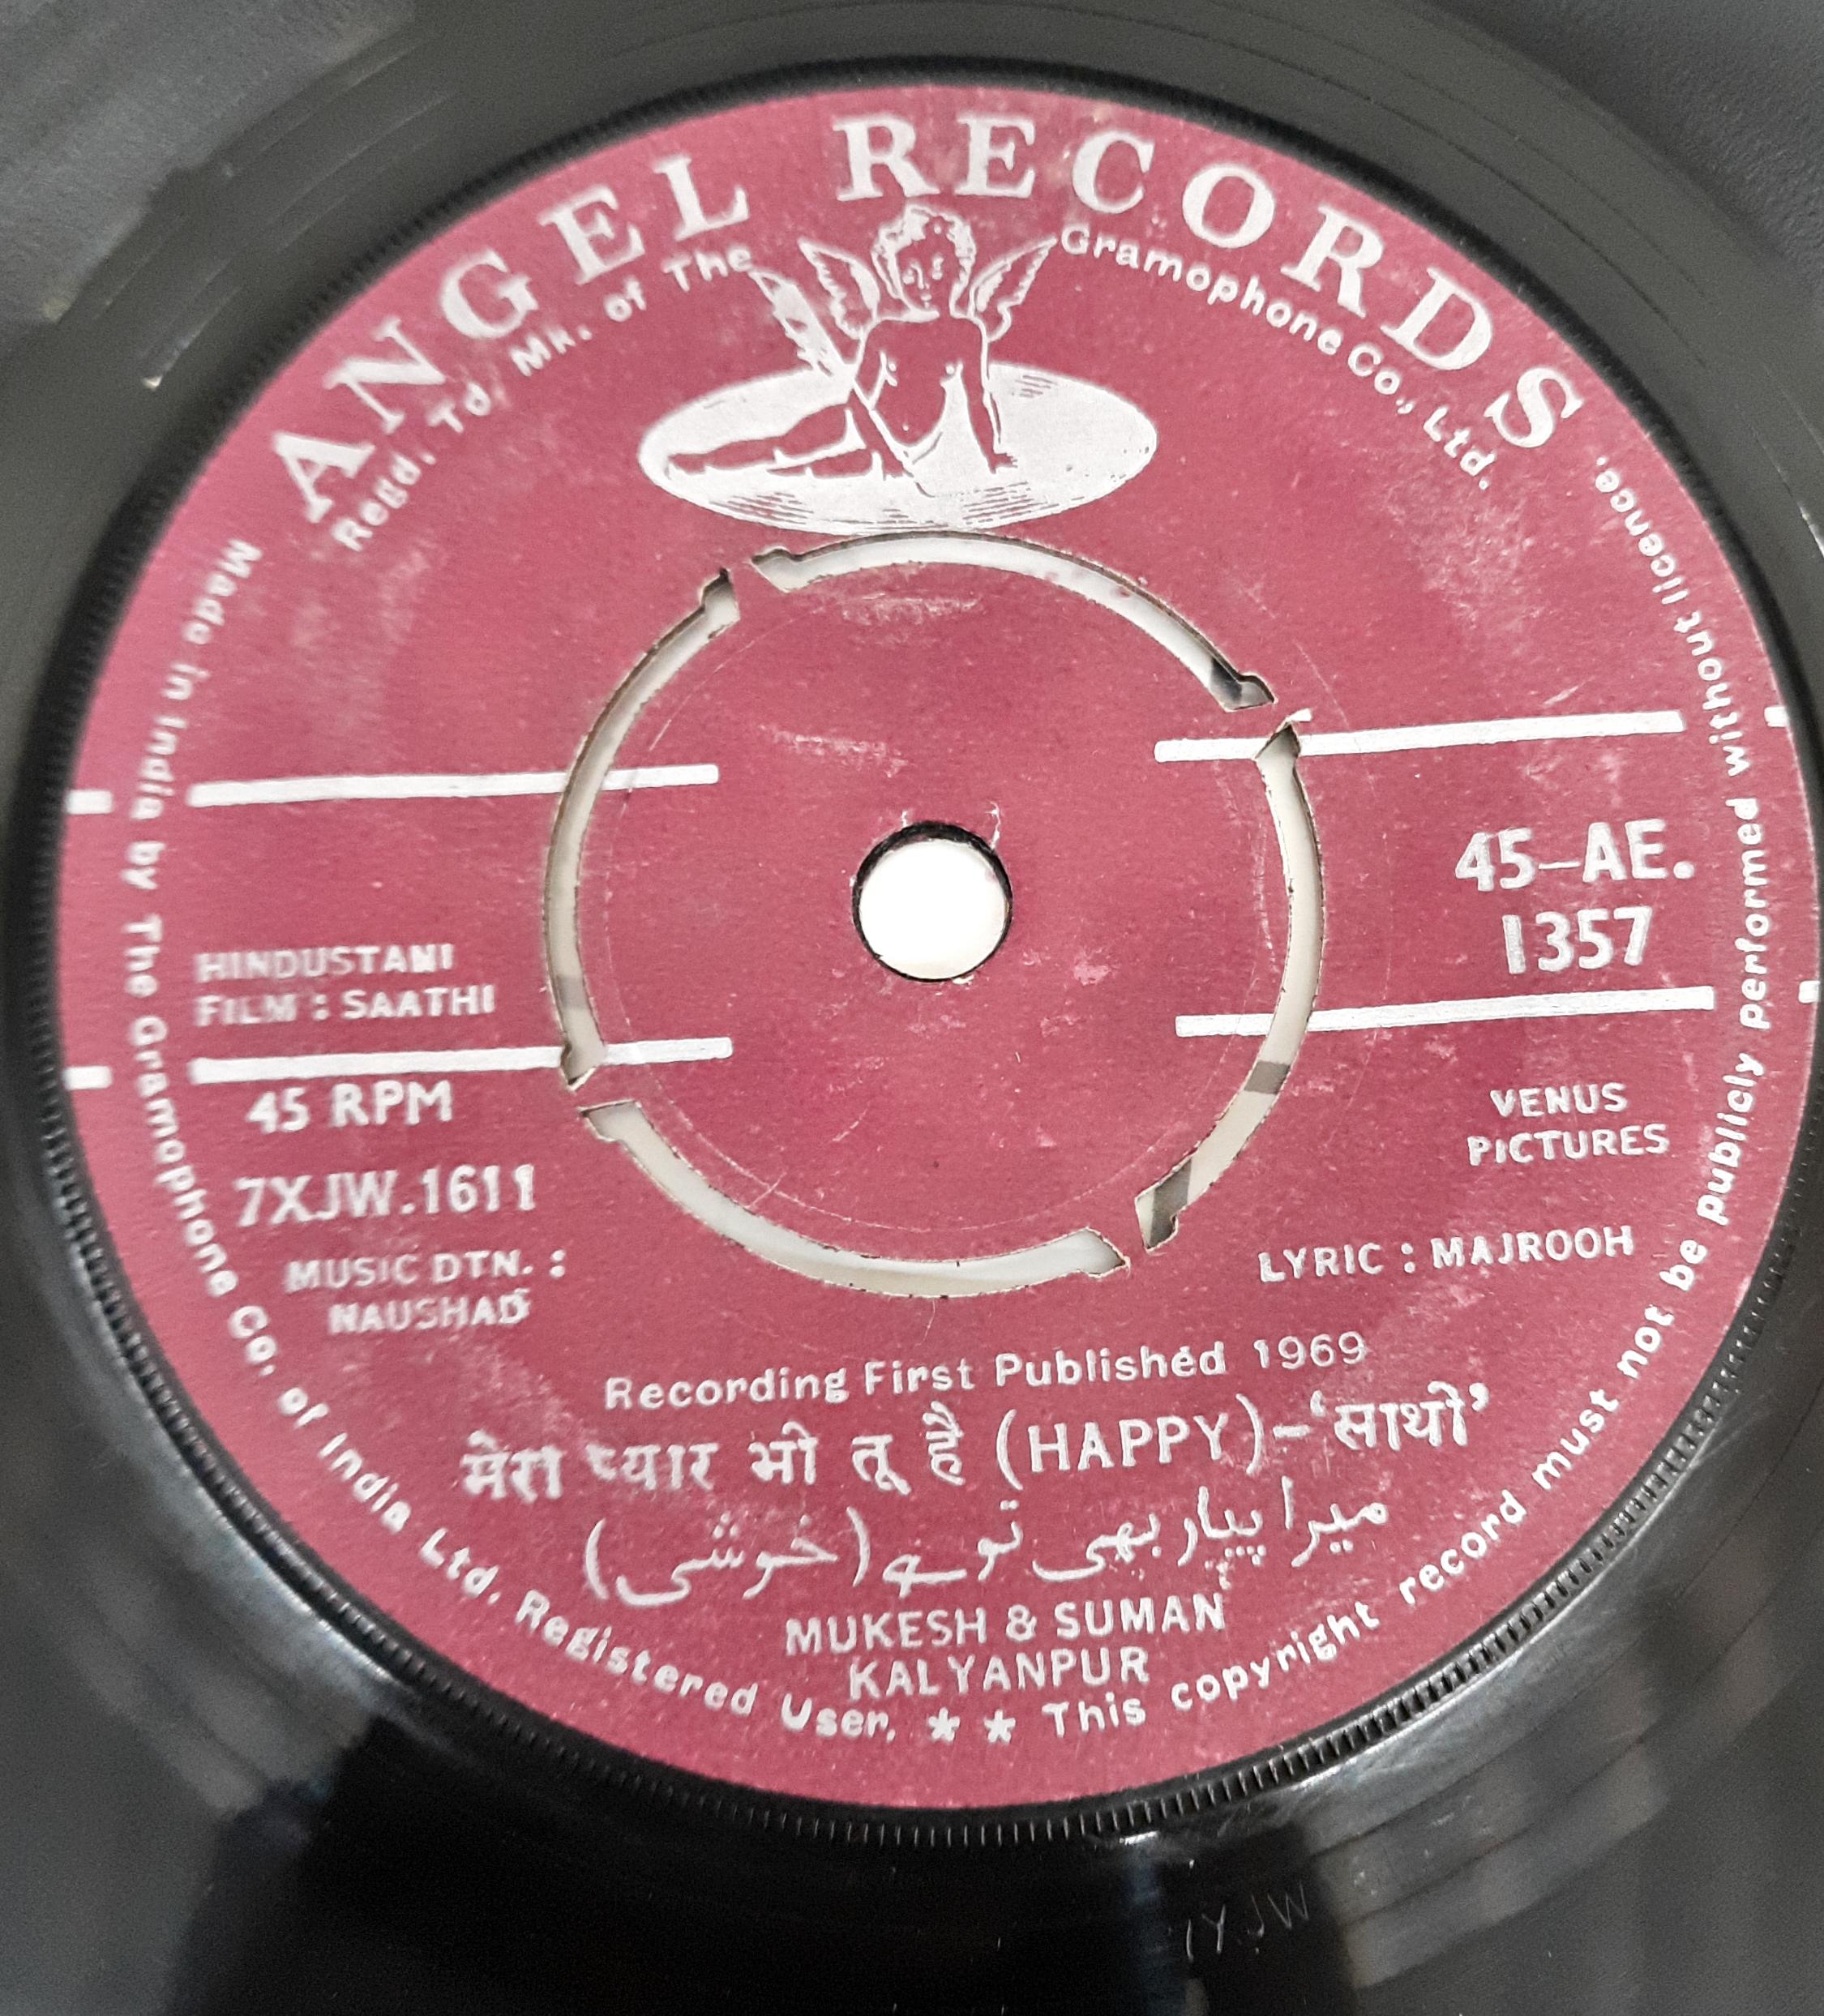 ANGEL RECORDS
Regd. Td. Mk. of The Gramophone Co., Ltd.
45-AE.
1357
HINDUSTANI
FILM : SAATHI
45 RPM
7XJW.1611
VENUS
PICTURES
MUSIC DTN. :
NAUSHAD
LYRIC : MAJROOH
Recording First Published 1969
मेरा प्यार भी तू है (HAPPY)-‘साथी’
میرا پیار بھی تو ہے (خوشی)
MUKESH & SUMAN
KALYANPUR
Made in India by The Gramophone Co. of India Ltd. Registered User. ** This copyright record must not be publicly performed without licence.
7XJW